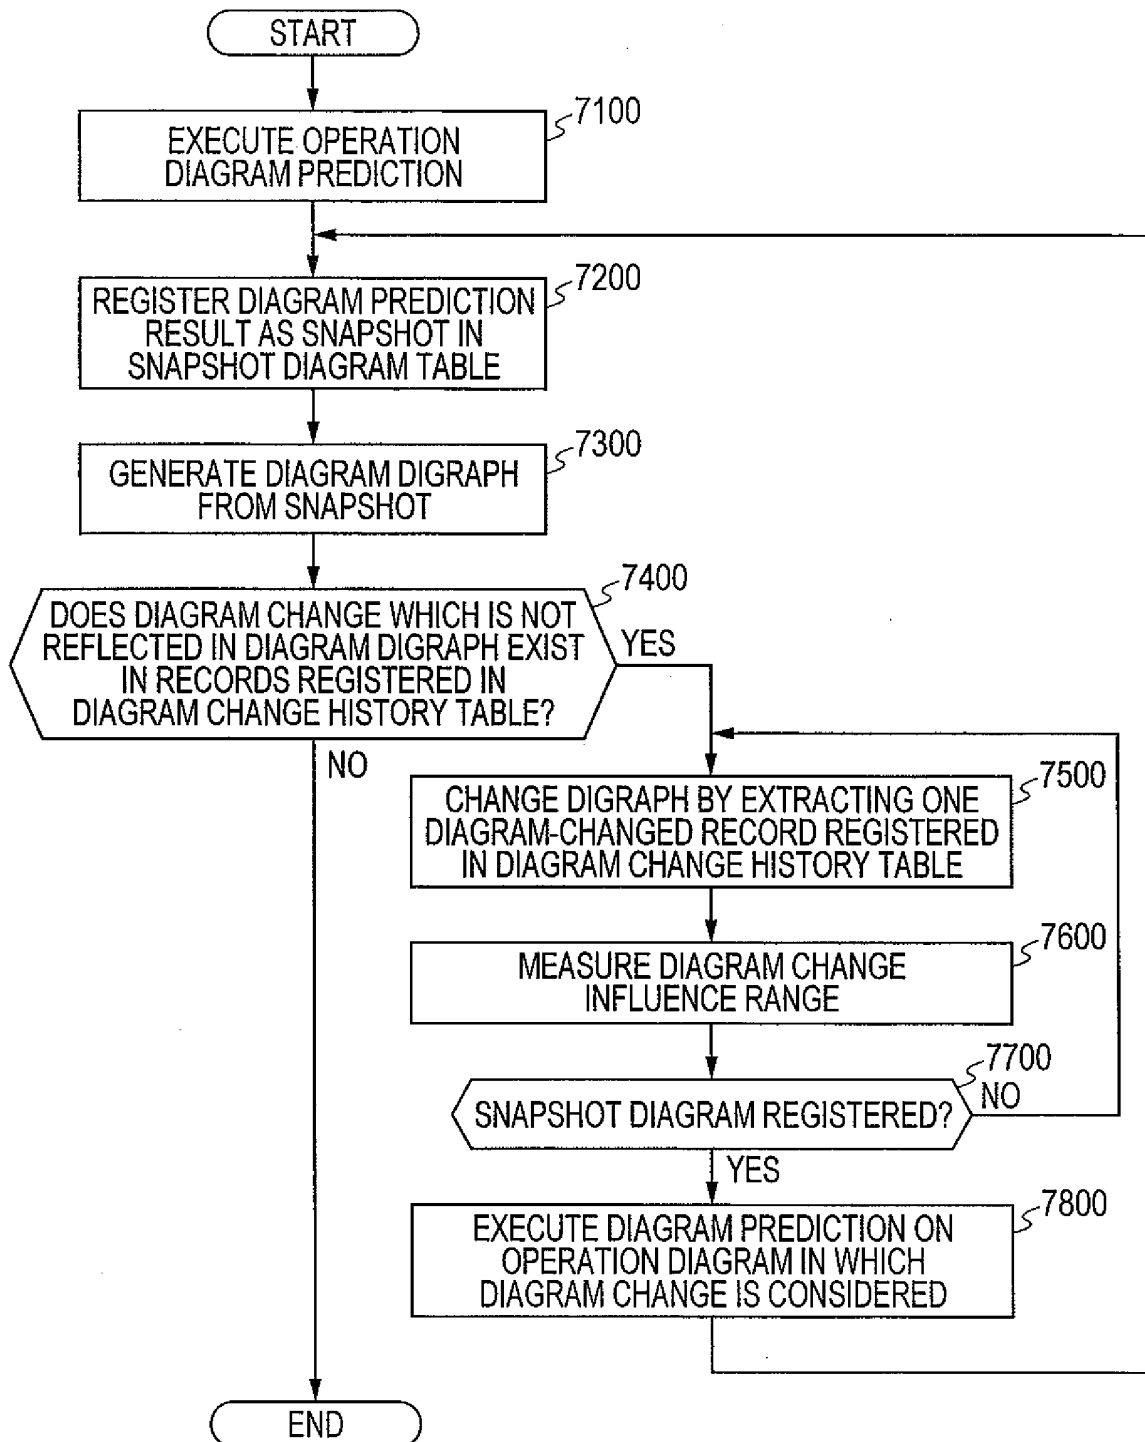 START
7100
EXECUTE OPERATION
DIAGRAM PREDICTION
7200
REGISTER DIAGRAM PREDICTION
RESULT AS SNAPSHOT IN
SNAPSHOT DIAGRAM TABLE
7300
GENERATE DIAGRAM DIGRAPH
FROM SNAPSHOT
7400
DOES DIAGRAM CHANGE WHICH IS NOT
REFLECTED IN DIAGRAM DIGRAPH EXIST
IN RECORDS REGISTERED IN
DIAGRAM CHANGE HISTORY TABLE?
YES
NO
7500
CHANGE DIGRAPH BY EXTRACTING ONE
DIAGRAM-CHANGED RECORD REGISTERED
IN DIAGRAM CHANGE HISTORY TABLE
7600
MEASURE DIAGRAM CHANGE
INFLUENCE RANGE
7700
SNAPSHOT DIAGRAM REGISTERED?
NO
YES
7800
EXECUTE DIAGRAM PREDICTION ON
OPERATION DIAGRAM IN WHICH
DIAGRAM CHANGE IS CONSIDERED
END